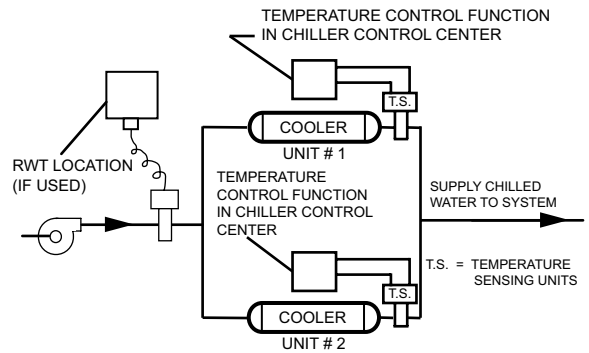 TEMPERATURE CONTROL FUNCTION
IN CHILLER CONTROL CENTER
T.S.
COOLER
UNIT # 1
RWT LOCATION
(IF USED)
TEMPERATURE
CONTROL FUNCTION
IN CHILLER CONTROL
CENTER
SUPPLY CHILLED
WATER TO SYSTEM
T.S. = TEMPERATURE
SENSING UNITS
T.S.
COOLER
UNIT # 2